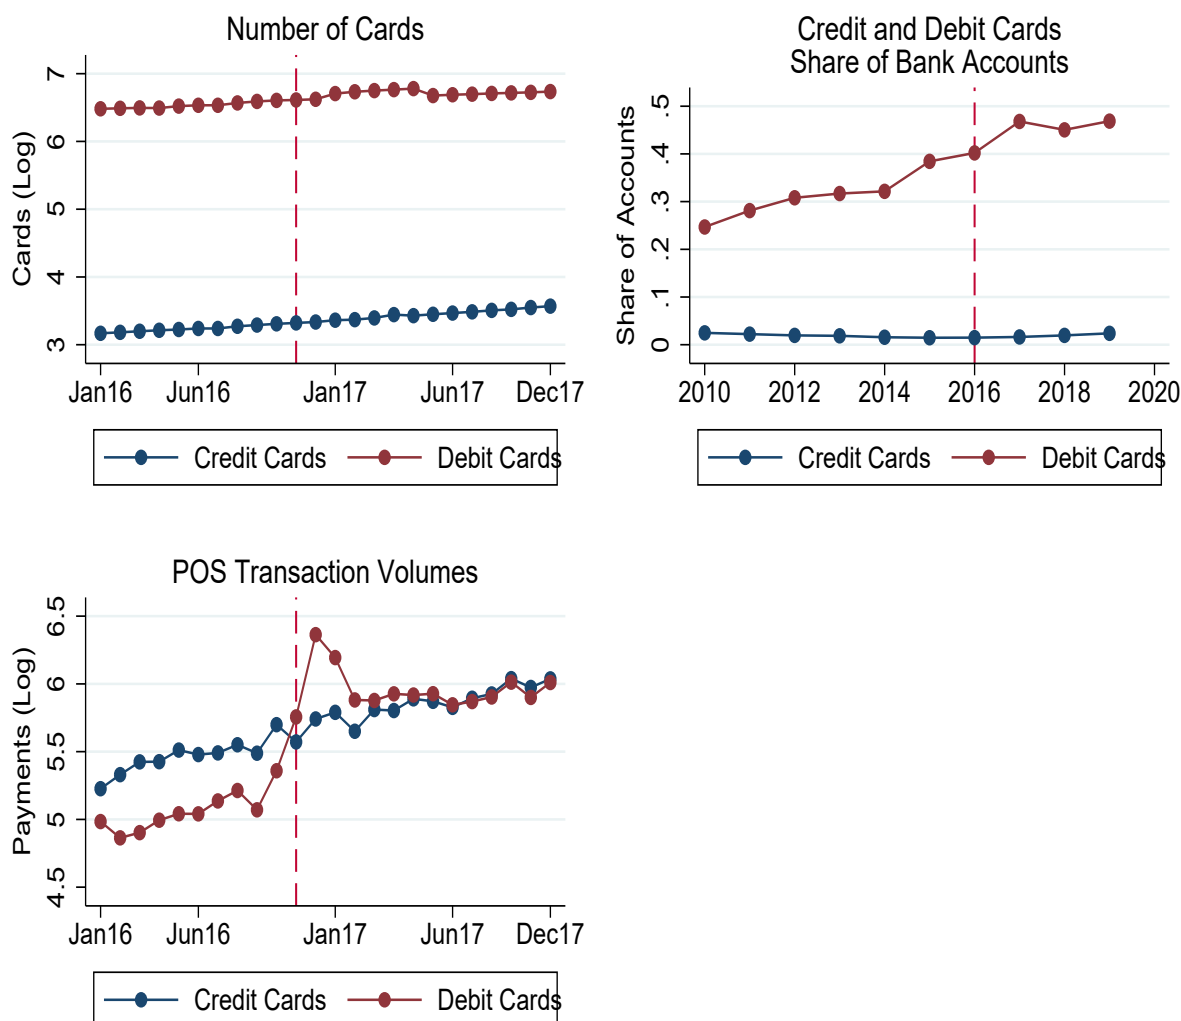 Number of Cards
Cards (Log)
7
6
5
4
3
Jan16 Jun16 Jan17 Jun17 Dec17
Credit Cards Debit Cards
Credit and Debit Cards
Share of Bank Accounts
Share of Accounts
.5
.4
.3
.2
.1
0
2010 2012 2014 2016 2018 2020
Credit Cards Debit Cards
POS Transaction Volumes
Payments (Log)
6.5
6
5.5
5
4.5
Jan16 Jun16 Jan17 Jun17 Dec17
Credit Cards Debit Cards